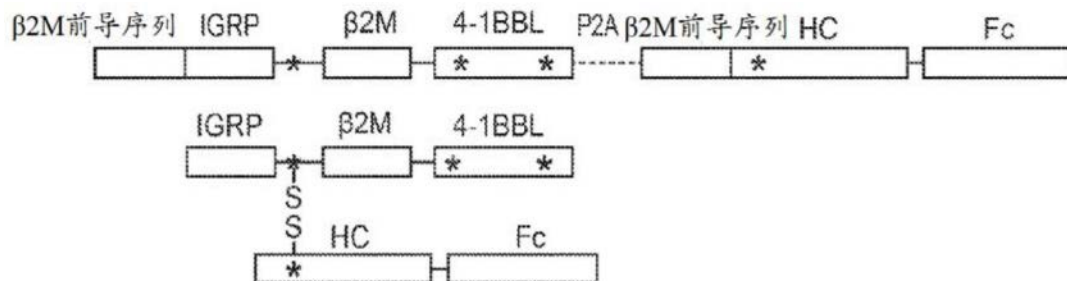 β2M前导序列 IGRP β2M 4-1BBL P2A β2M前导序列 HC Fc
* * * *
IGRP β2M 4-1BBL
* * *
S
S
HC Fc
*